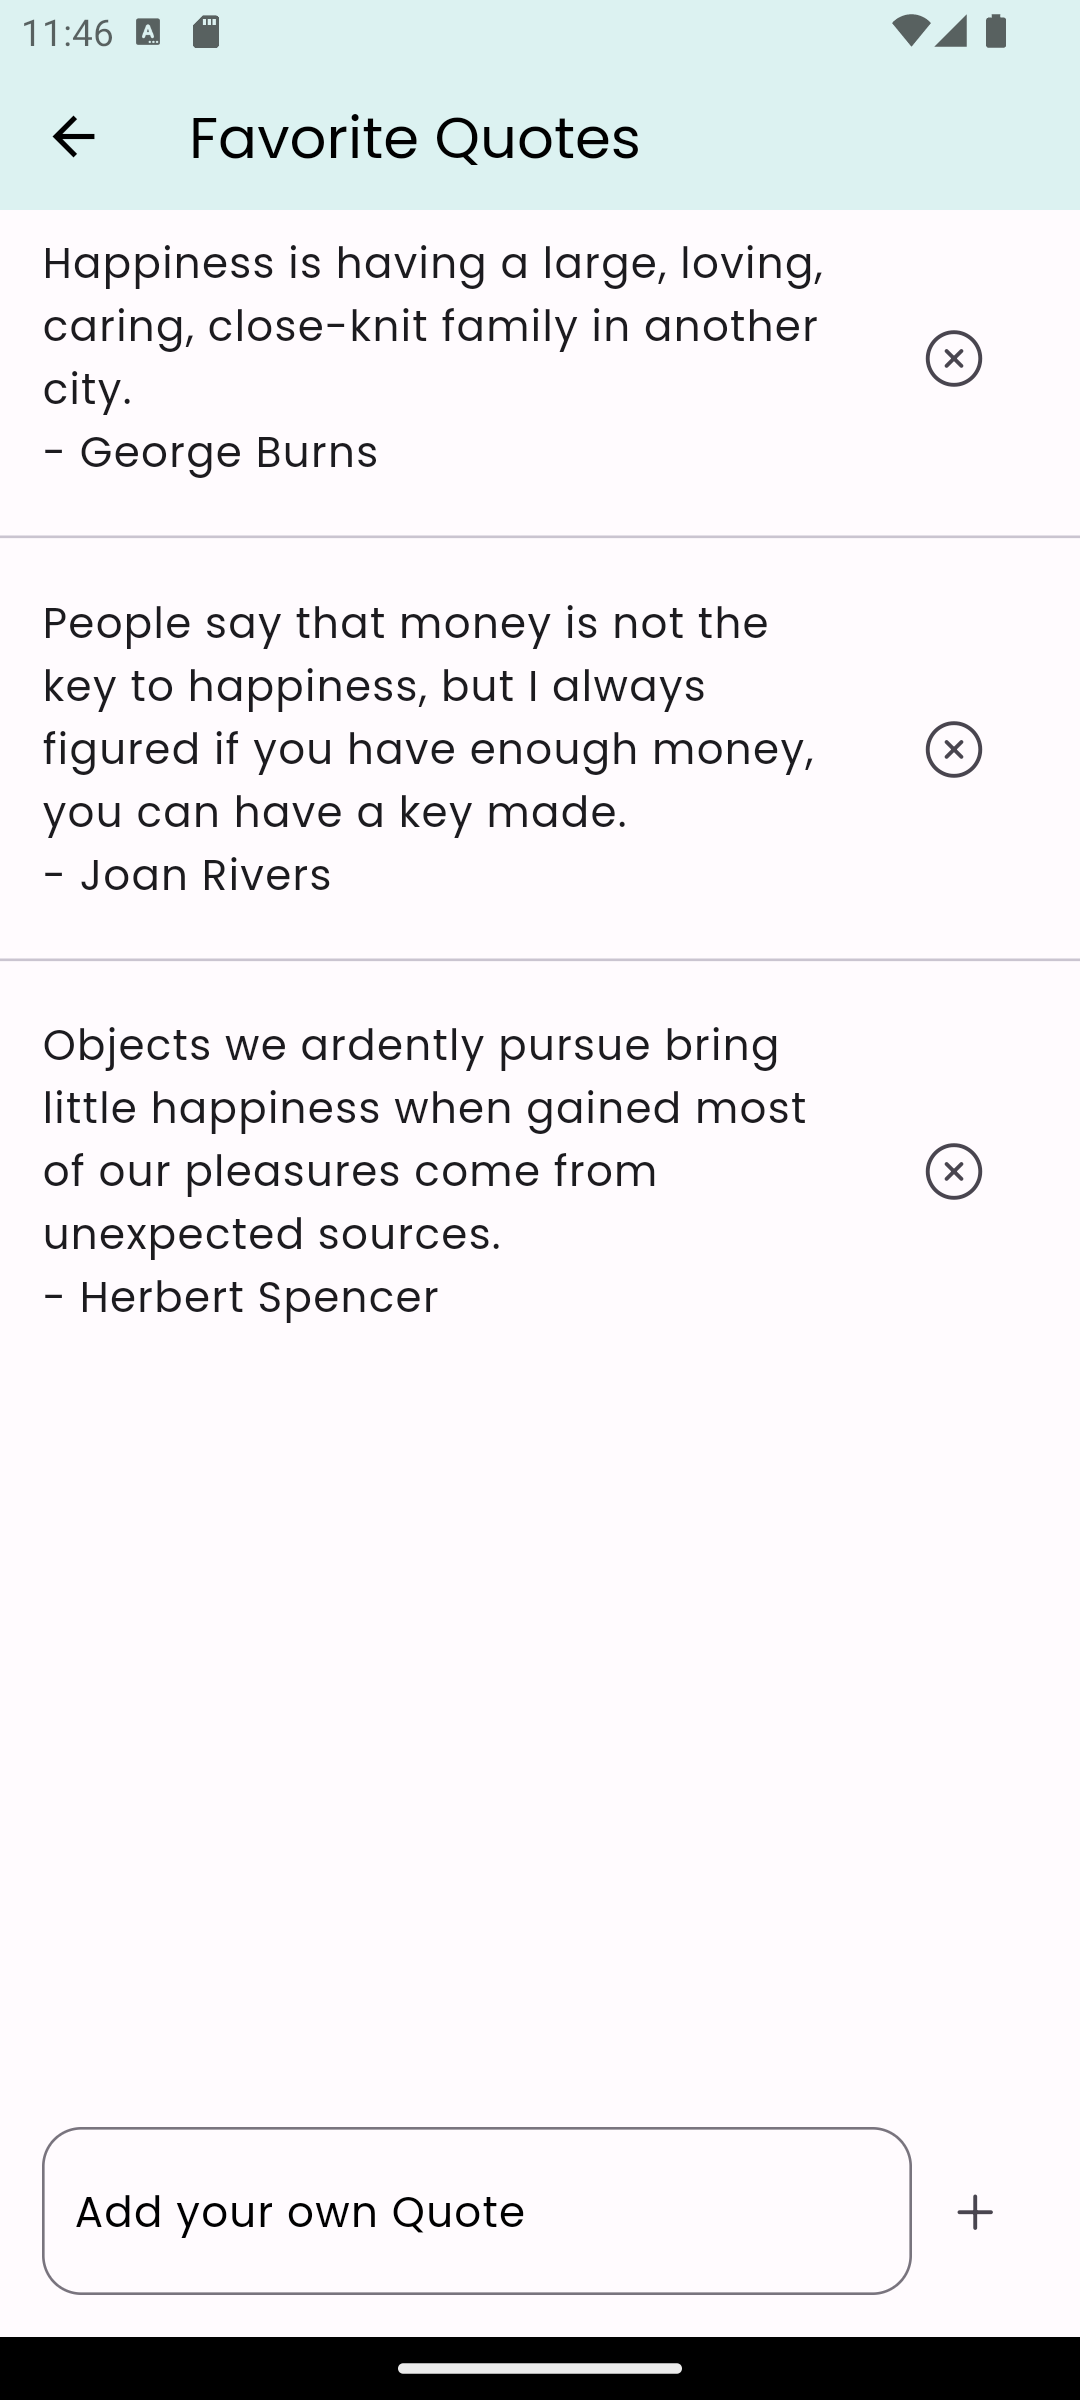 11:46
Favorite Quotes
Happiness is having a large, loving,
caring, close-knit family in another
city.
- George Burns
People say that money is not the
key to happiness, but I always
figured if you have enough money,
you can have a key made.
- Joan Rivers
Objects we ardently pursue bring
little happiness when gained most
of our pleasures come from
unexpected sources.
- Herbert Spencer
Add your own Quote